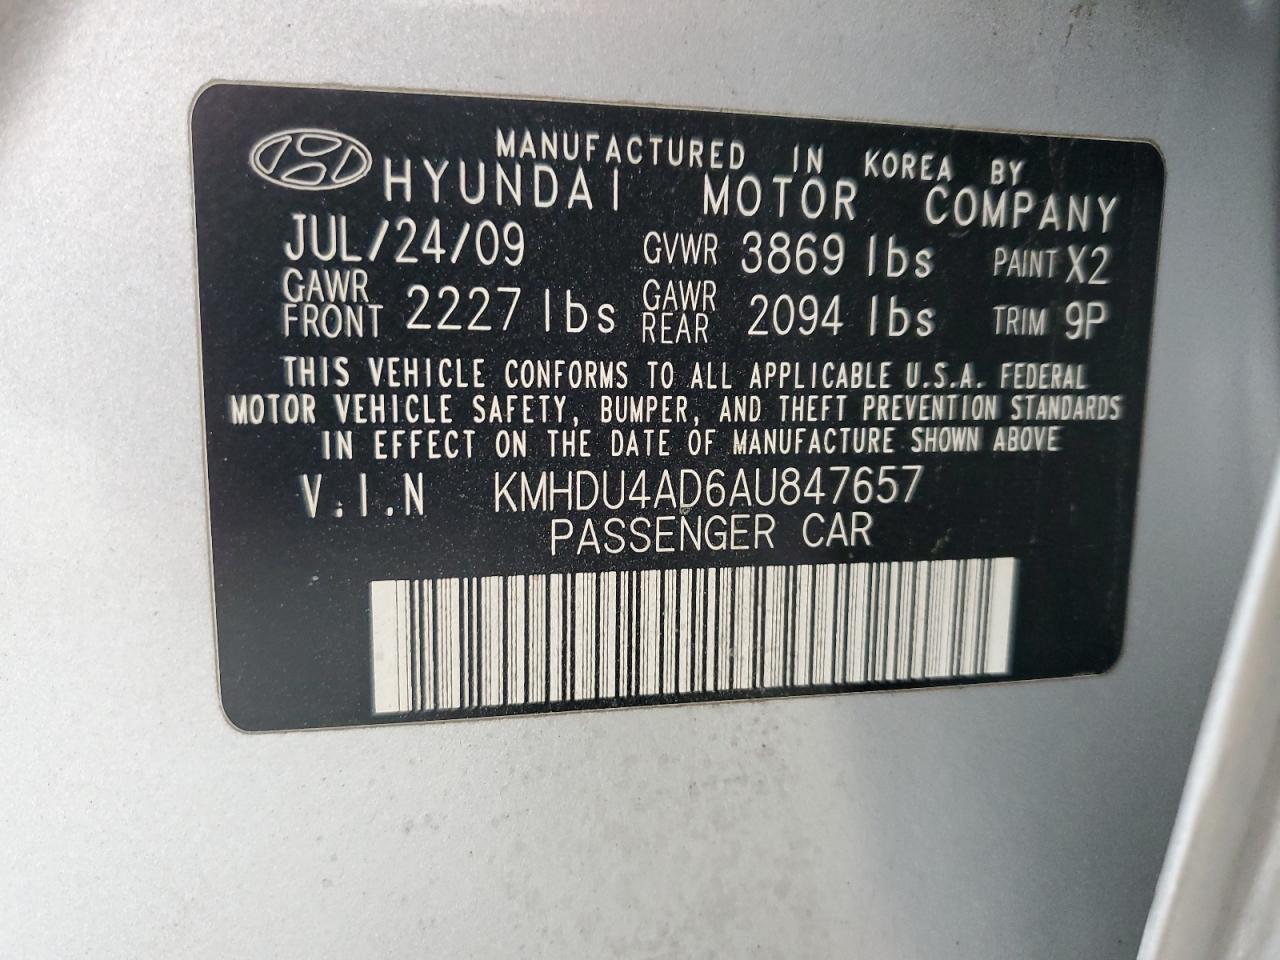 MANUFACTURED IN KOREA BY
HYUNDAI MOTOR COMPANY
JUL/24/09 GVWR 3869 lbs PAINT X2
GAWR FRONT 2227 lbs GAWR REAR 2094 lbs TRIM 9P
THIS VEHICLE CONFORMS TO ALL APPLICABLE U.S.A. FEDERAL
MOTOR VEHICLE SAFETY, BUMPER, AND THEFT PREVENTION STANDARDS
IN EFFECT ON THE DATE OF MANUFACTURE SHOWN ABOVE
V.I.N KMHDU4AD6AU847657
PASSENGER CAR